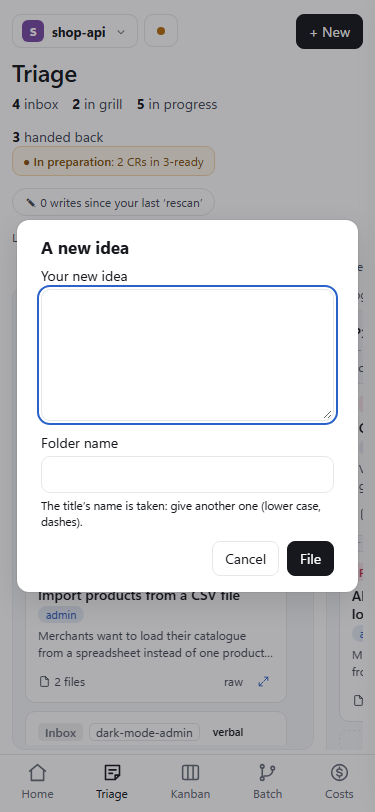 S shop-api
+ New
Triage
4 inbox 2 in grill 5 in progress
3 handed back
In preparation: 2 CRs in 3-ready
0 writes since your last ‘rescan’
A new idea
Your new idea
Folder name
The title's name is taken: give another one (lower case,
dashes).
Cancel File
Import products from a CSV file
admin
Merchants want to load their catalogue
from a spreadsheet instead of one product...
2 files raw
Inbox dark-mode-admin verbal
Home Triage Kanban Batch Costs